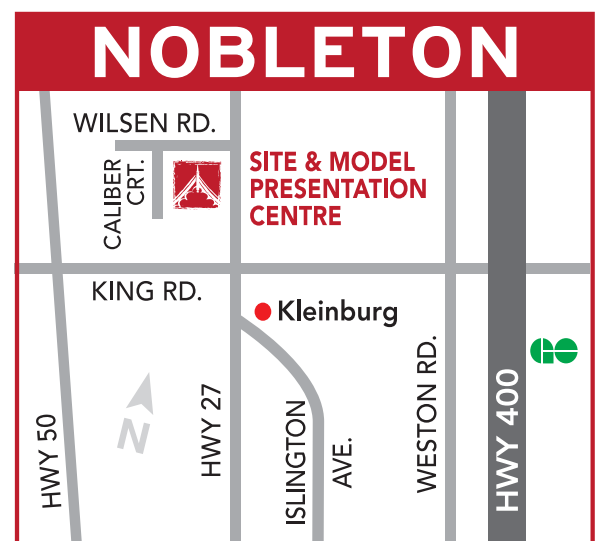 NOBLETON
WILSEN RD.
CALIBER
CRT.
SITE & MODEL
PRESENTATION
CENTRE
KING RD.
Kleinburg
N
HWY 50
HWY 27
ISLINGTON
AVE.
WESTON RD.
HWY 400
GO